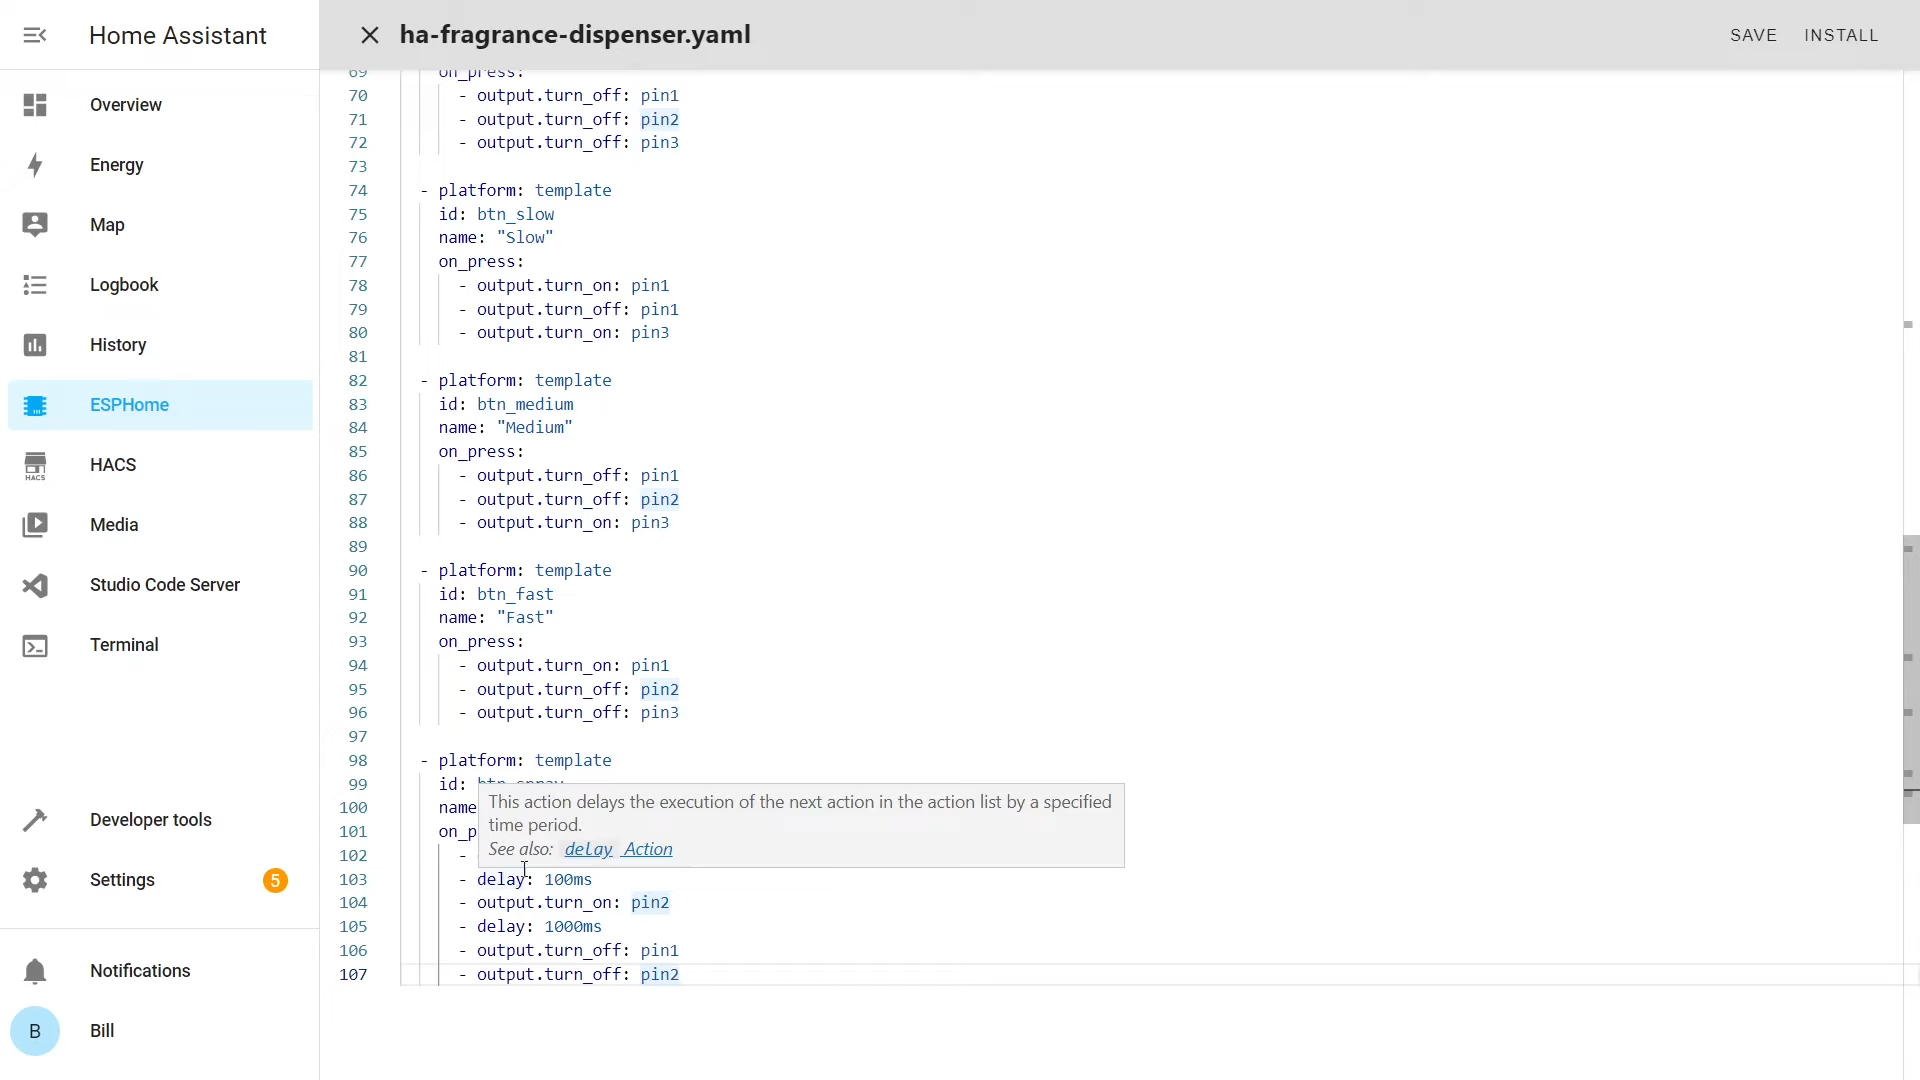 Home Assistant
Overview
Energy
Map
Logbook
History
ESPHome
HACS
HACS
Media
Studio Code Server
Terminal
Developer tools
Settings
5
Notifications
B
Bill
ha-fragrance-dispenser.yaml
SAVE
INSTALL
69 on_press:
70 - output.turn_off: pin1
71 - output.turn_off: pin2
72 - output.turn_off: pin3
73
74 - platform: template
75 id: btn_slow
76 name: "Slow"
77 on_press:
78 - output.turn_on: pin1
79 - output.turn_off: pin1
80 - output.turn_on: pin3
81
82 - platform: template
83 id: btn_medium
84 name: "Medium"
85 on_press:
86 - output.turn_off: pin1
87 - output.turn_off: pin2
88 - output.turn_on: pin3
89
90 - platform: template
91 id: btn_fast
92 name: "Fast"
93 on_press:
94 - output.turn_on: pin1
95 - output.turn_off: pin2
96 - output.turn_off: pin3
97
98 - platform: template
99 id: btn_spray
100 name
101 on_p
102 -
This action delays the execution of the next action in the action list by a specified
time period.
See also: delay Action
103 - delay: 100ms
104 - output.turn_on: pin2
105 - delay: 1000ms
106 - output.turn_off: pin1
107 - output.turn_off: pin2